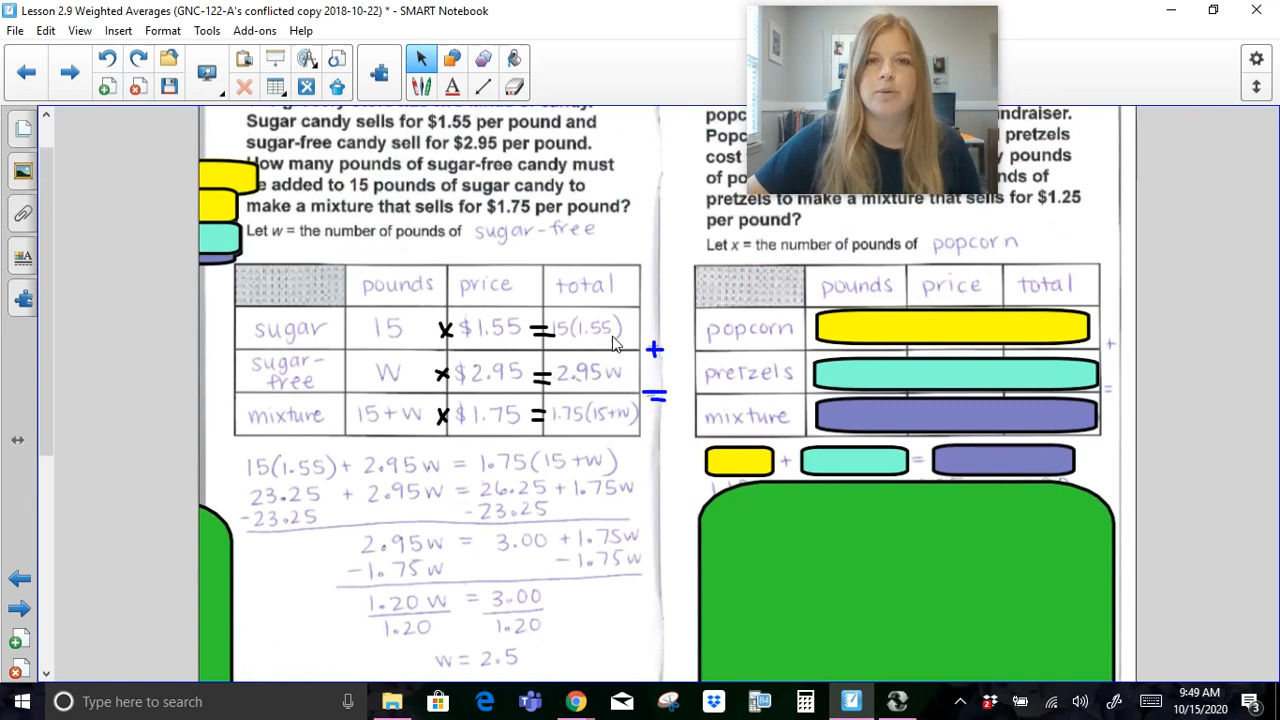 Lesson 2.9 Weighted Averages (GNC-122-A's conflicted copy 2018-10-22) * - SMART Notebook
File Edit View Insert Format Tools Add-ons Help
Sugar candy sells for $1.55 per pound and
sugar-free candy sell for $2.95 per pound.
How many pounds of sugar-free candy must
e added to 15 pounds of sugar candy to
make a mixture that sells for $1.75 per pound?
Let w = the number of pounds of sugar-free
pounds price total
sugar 15 × $1.55 = 15(1.55)
sugar-free W × $2.95 = 2.95w
mixture 15+W × $1.75 = 1.75(15+w)
+
=
15(1.55) + 2.95w = 1.75(15+w)
23.25 + 2.95w = 26.25 + 1.75w
-23.25 -23.25
2.95w = 3.00 + 1.75w
-1.75w -1.75w
1.20 w = 3.00
1.20 1.20
w = 2.5
popc ndraiser.
Popc pretzels
cost y pounds
of po nds of
pretzels to make a mixture that sells for $1.25
per pound?
Let x = the number of pounds of popcorn
pounds price total
popcorn
pretzels
mixture
+
=
+ =
Type here to search
9:49 AM
10/15/2020
3